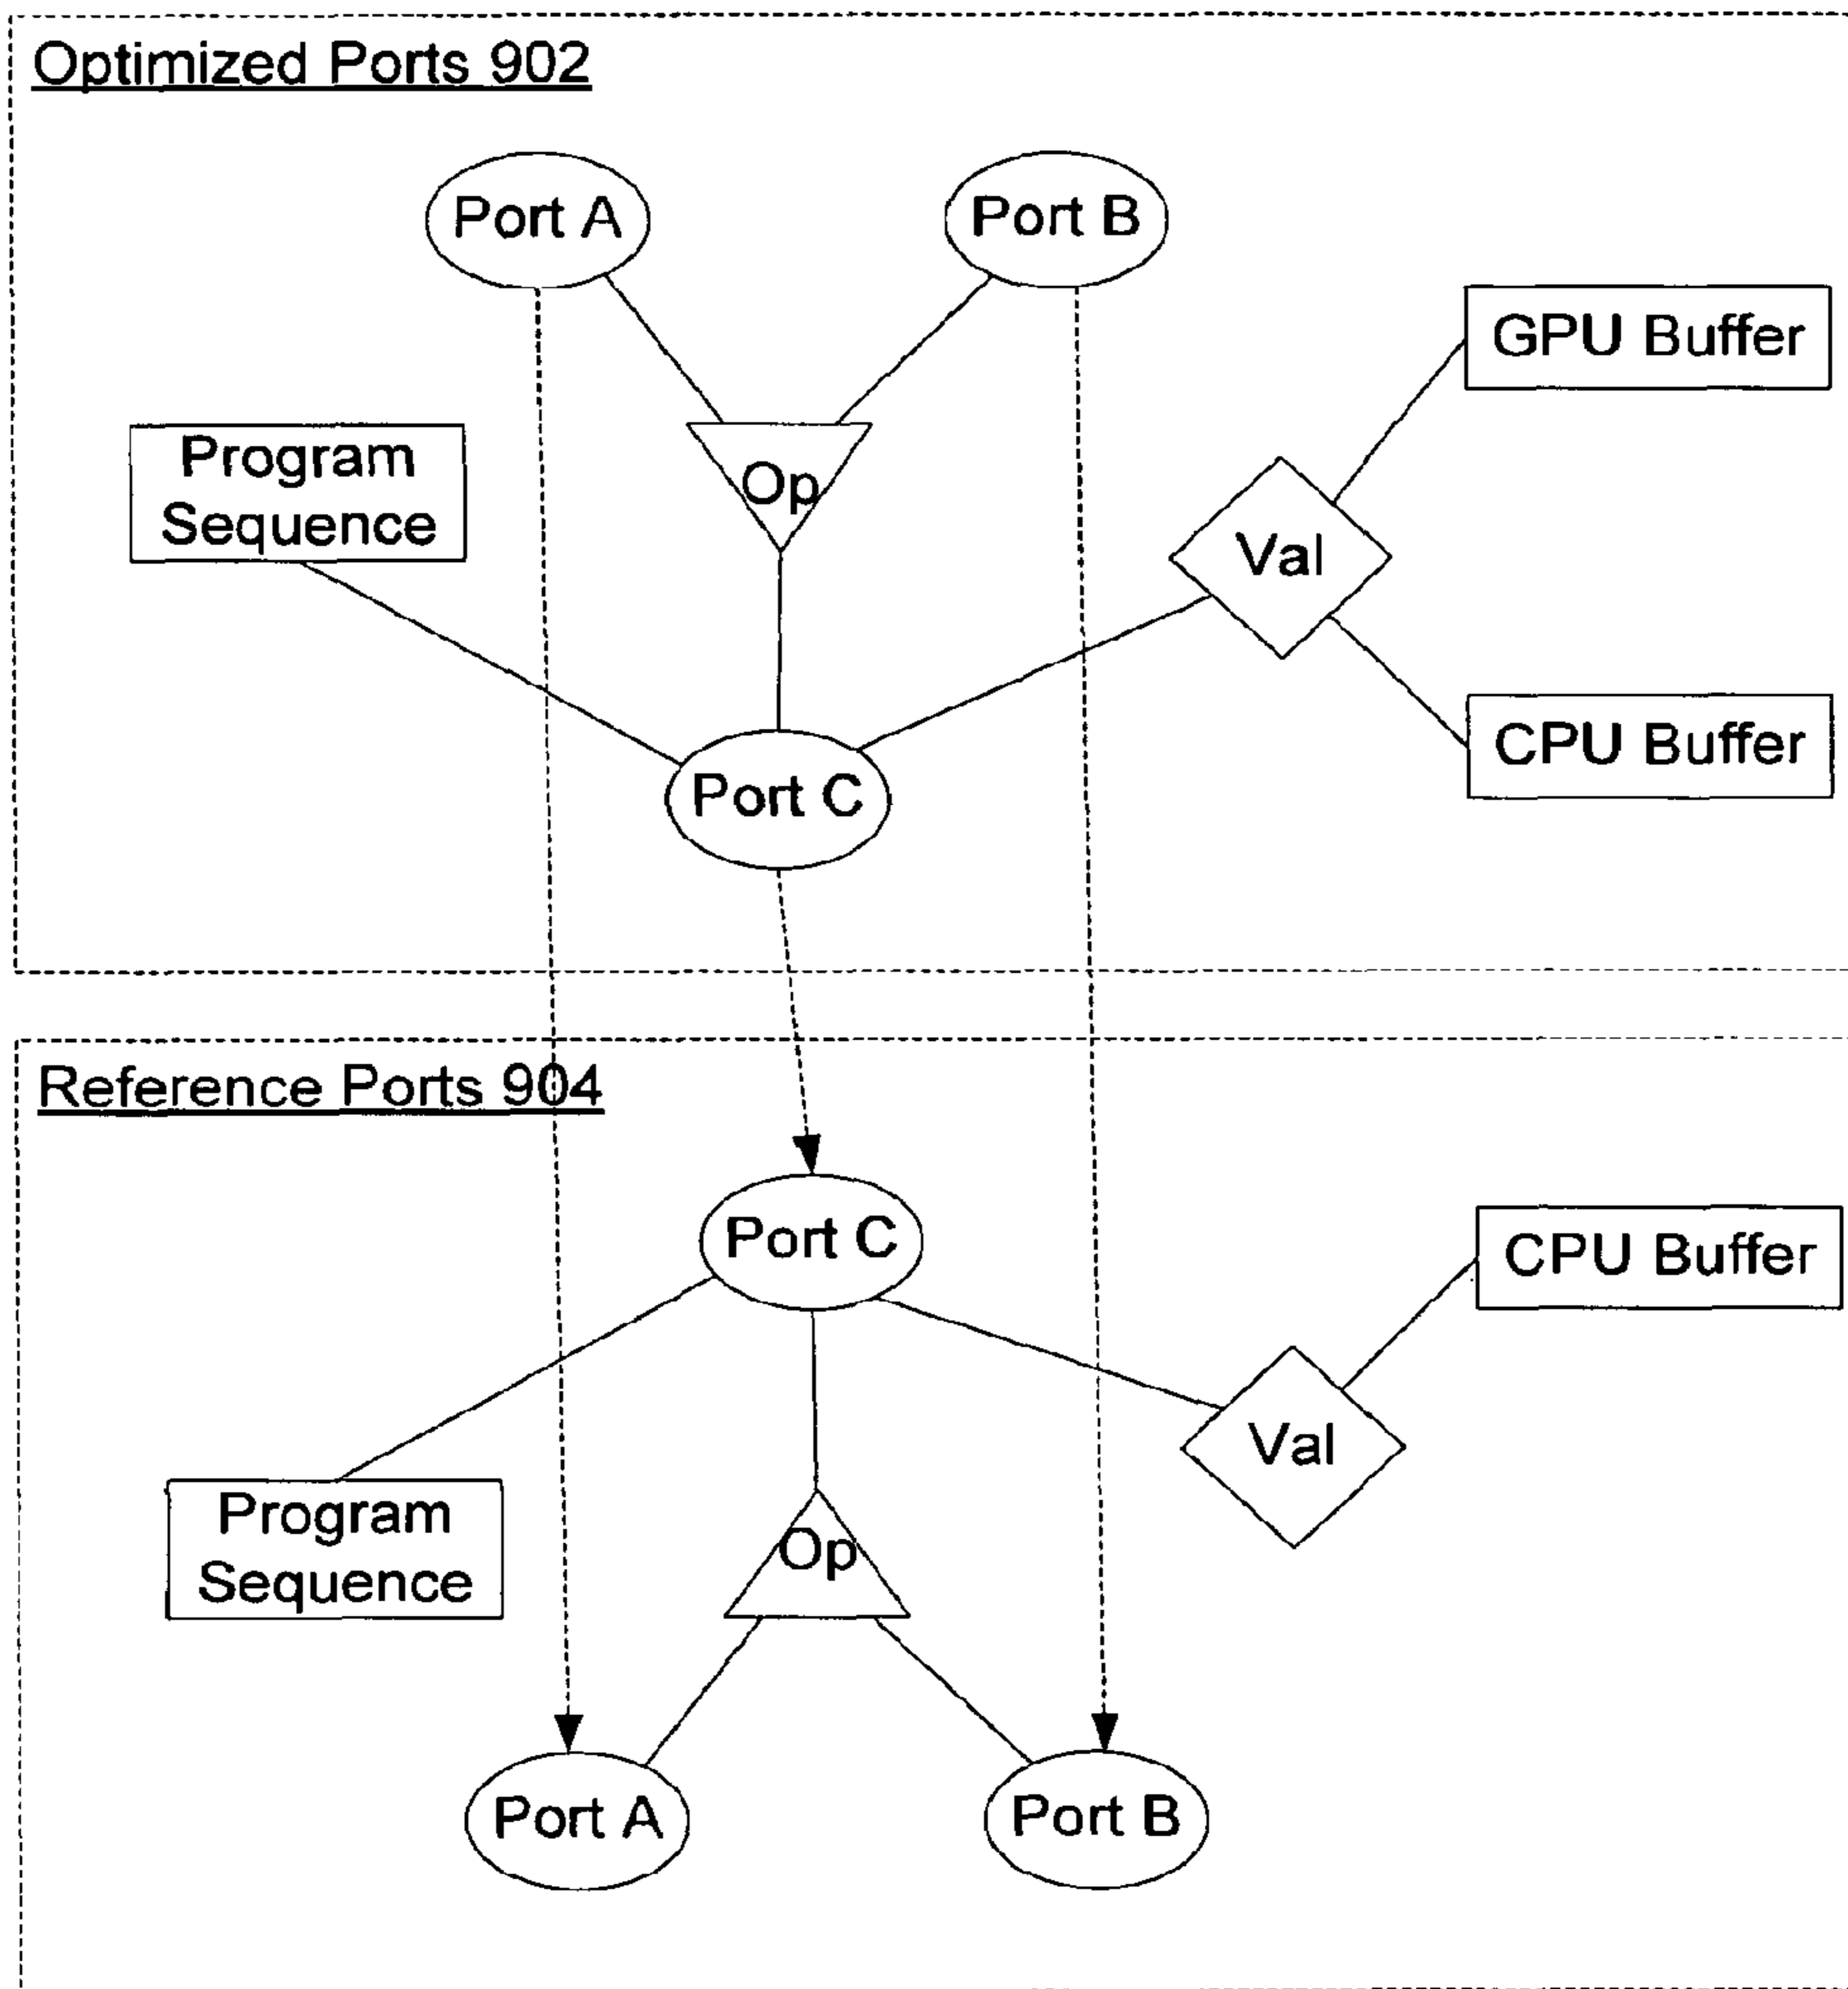 Optimized Ports 902
Port A
Port B
GPU Buffer
Program
Sequence
Op
Val
CPU Buffer
Port C
Reference Ports 904
Port C
CPU Buffer
Val
Program
Sequence
Op
Port A
Port B